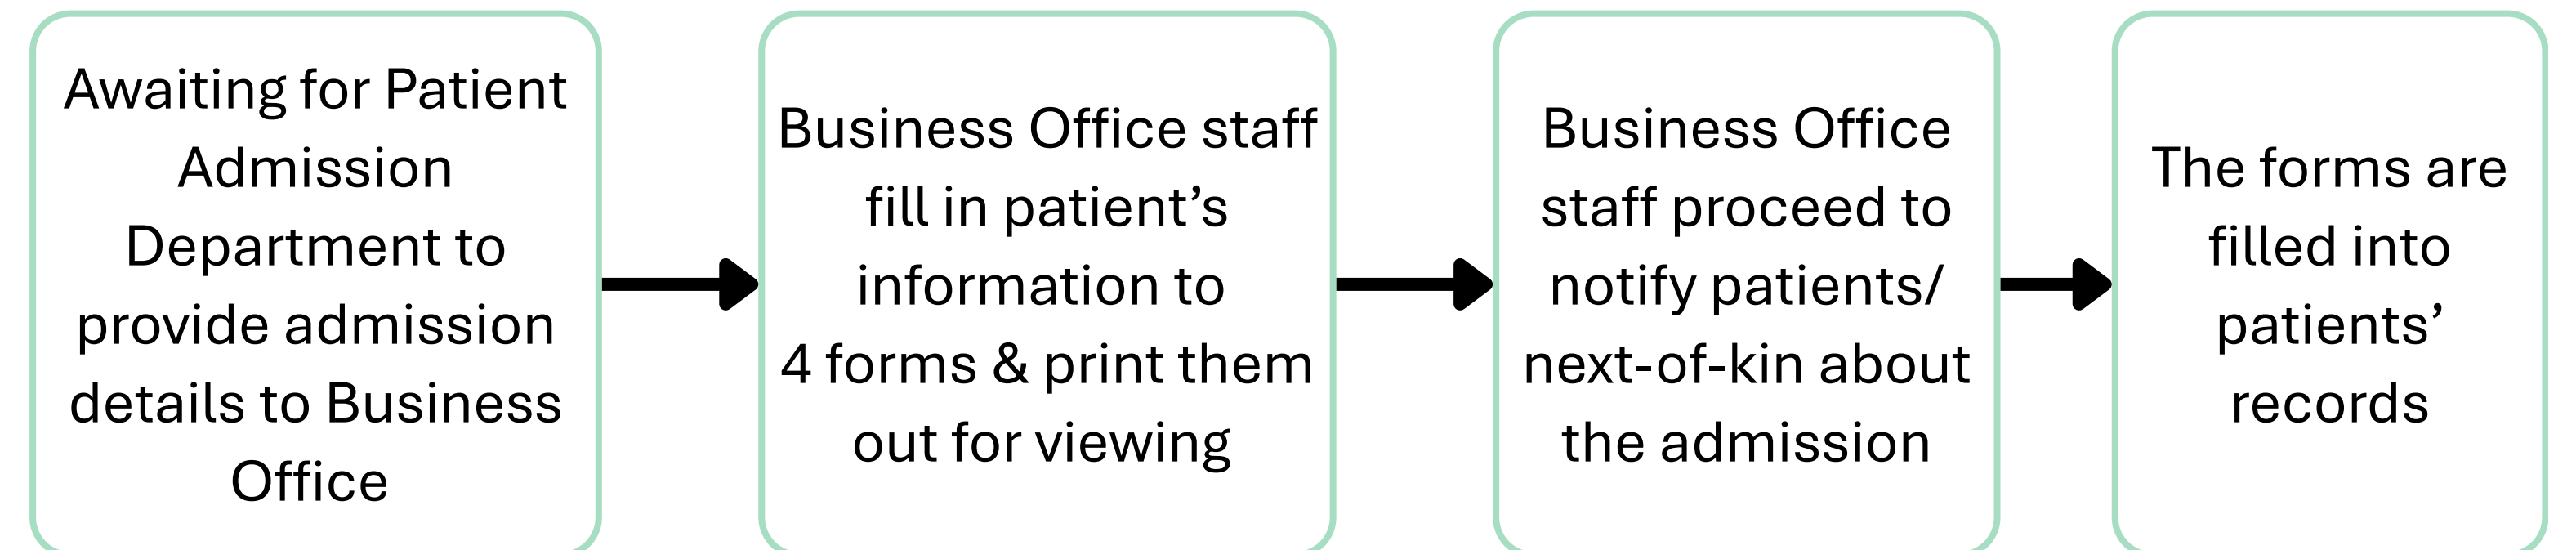 Awaiting for Patient
Admission
Department to
provide admission
details to Business
Office
Business Office staff
fill in patient’s
information to
4 forms & print them
out for viewing
Business Office
staff proceed to
notify patients/
next-of-kin about
the admission
The forms are
filled into
patients’
records